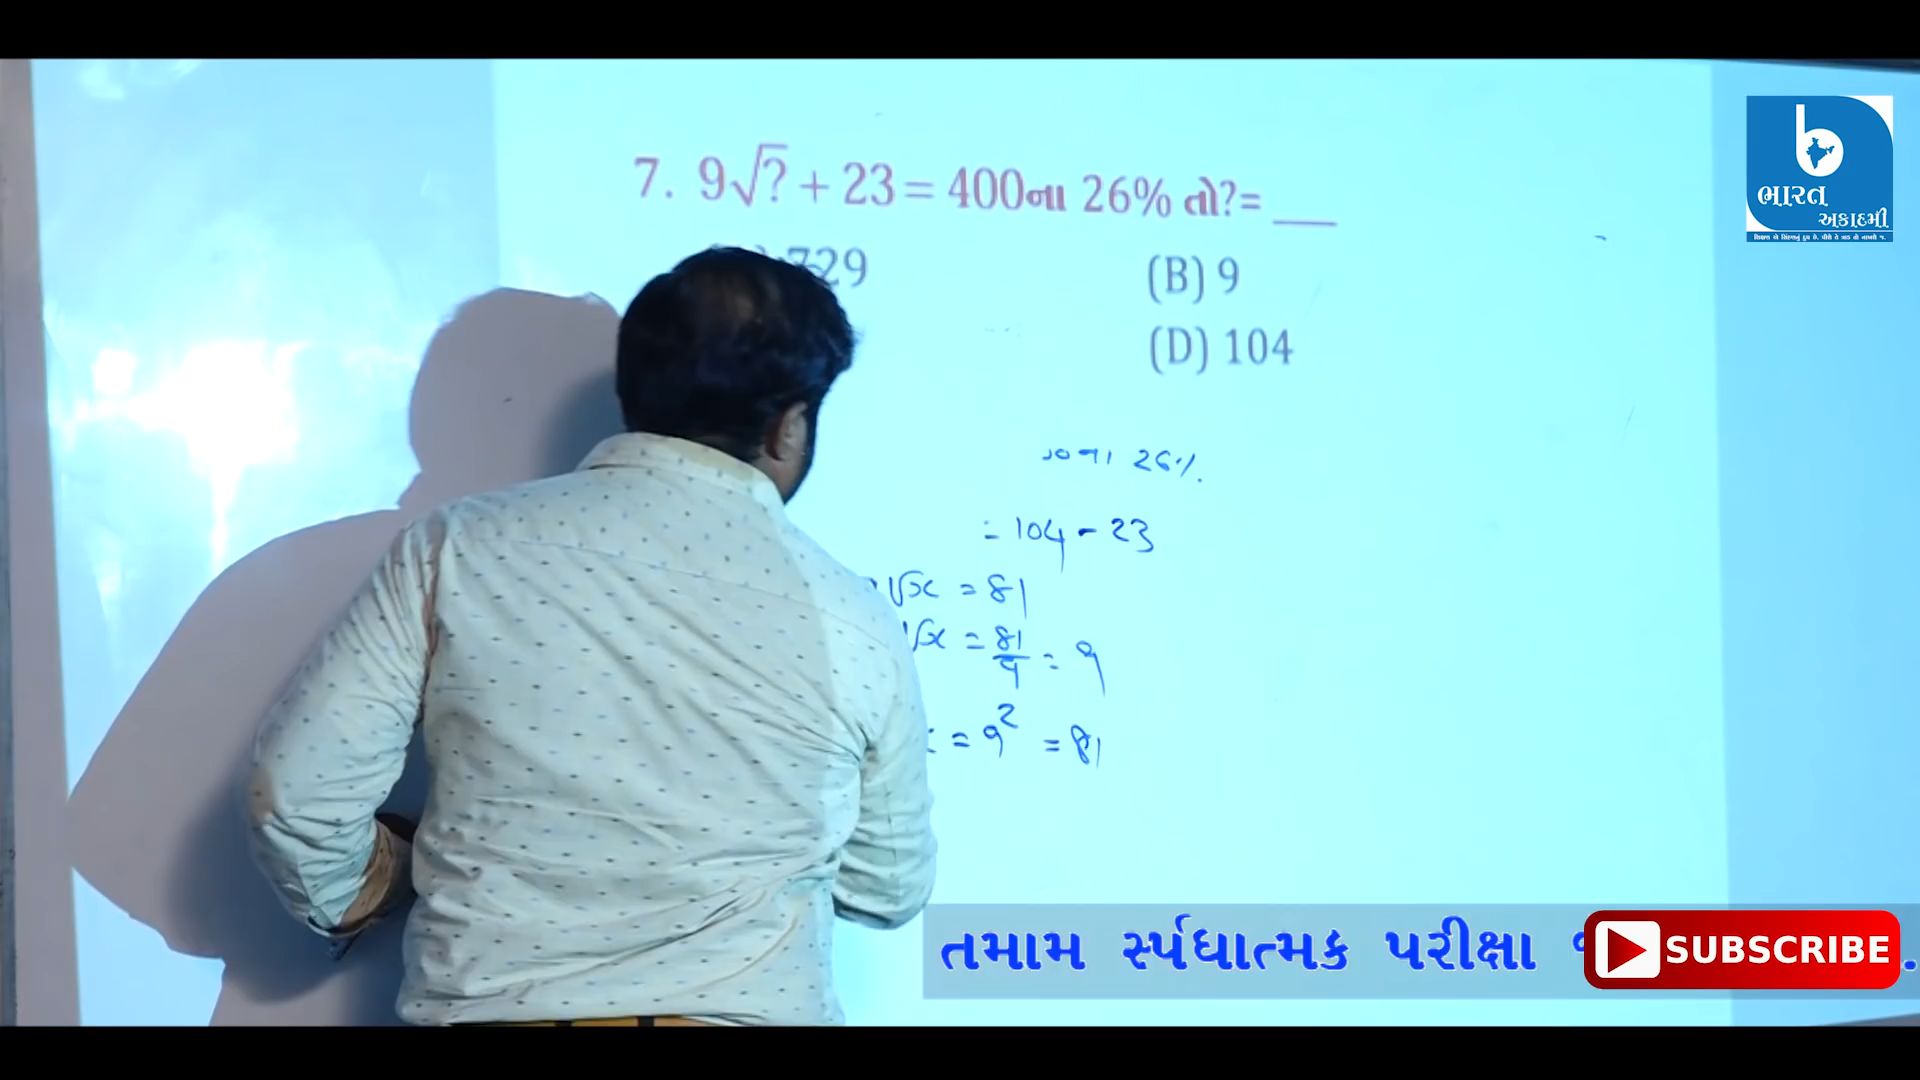 7. 9√? + 23 = 400ના 26% તો?= ___
729
(B) 9
(D) 104
00ના 26%.
= 104 - 23
√x = 81
√x = 81/9 = 9
= 9² = 81
ભારત
અકાદમી
તમામ સ્પર્ધાત્મક પરીક્ષા
SUBSCRIBE